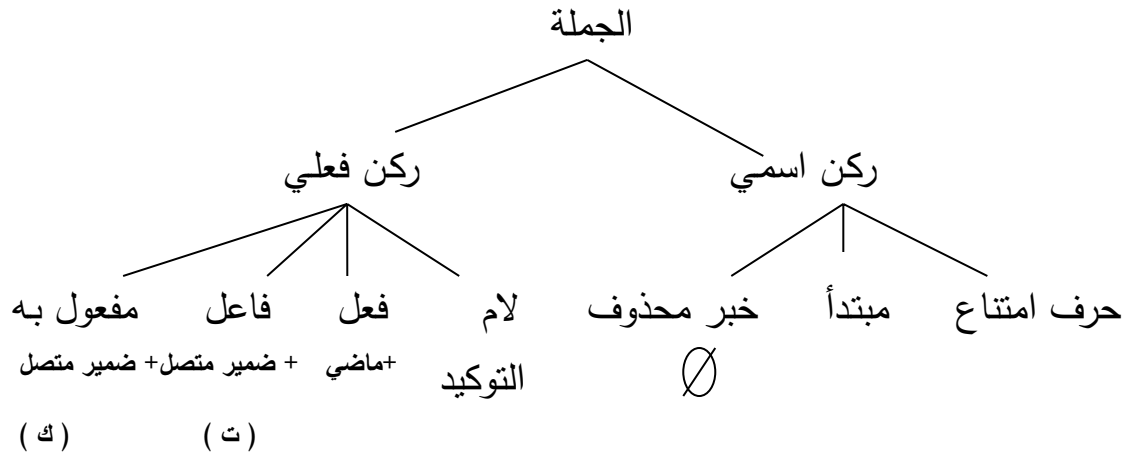 الجملة
ركن اسمي ركن فعلي
حرف امتناع مبتدأ خبر محذوف لام فعل فاعل مفعول به
∅ التوكيد +ماضي + ضمير متصل + ضمير متصل
( ت ) ( ك )